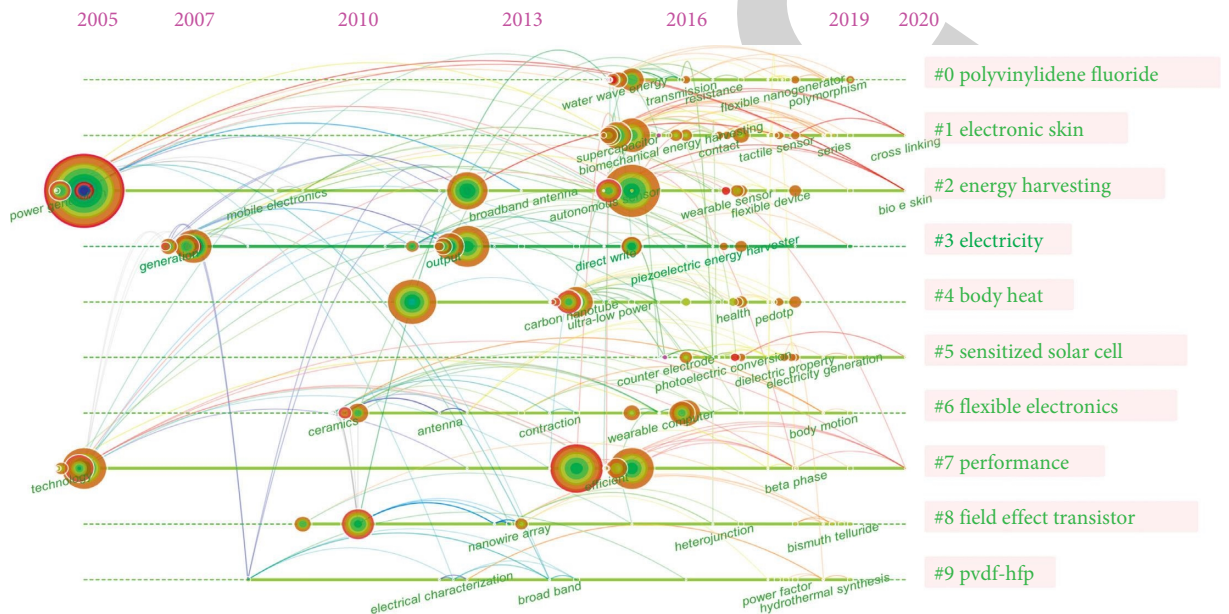 2005 2007 2010 2013 2016 2019 2020
water wave energy transmission resistance flexible nanogenerator polymorphism
#0 polyvinylidene fluoride
supercapacitor biomechanical energy harvesting contact tactile sensor series cross linking
#1 electronic skin
mobile electronics broadband antenna autonomous sensor wearable sensor flexible device bio e skin
#2 energy harvesting
generation output direct write piezoelectric energy harvester
#3 electricity
carbon nanotube ultra-low power health pedotp
#4 body heat
counter electrode photoelectric conversion dielectric property electricity generation
#5 sensitized solar cell
ceramics antenna contraction wearable computer body motion
#6 flexible electronics
technology efficient beta phase
#7 performance
nanowire array heterojunction bismuth telluride
#8 field effect transistor
electrical characterization broad band power factor hydrothermal synthesis
#9 pvdf-hfp